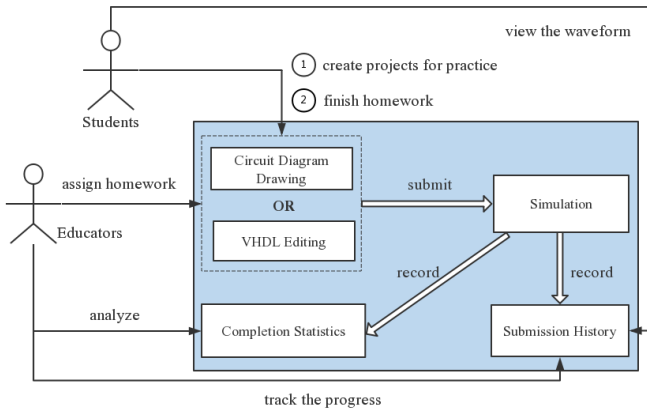 view the waveform
1 create projects for practice
2 finish homework
Students
Circuit Diagram
Drawing
assign homework
submit
OR
Simulation
Educators
VHDL Editing
record
record
analyze
Completion Statistics
Submission History
track the progress